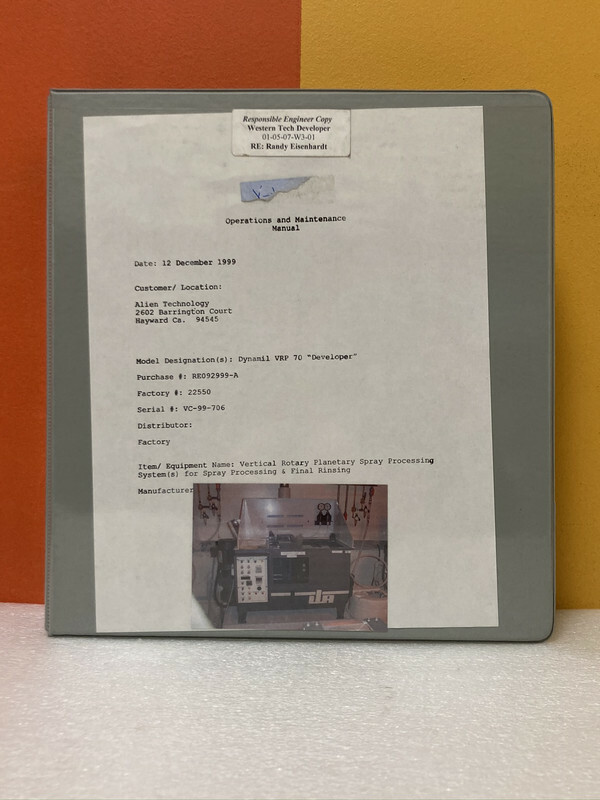 Responsible Engineer Copy
Western Tech Developer
01-05-07-W3-01
RE: Randy Eisenhardt
Operations and Maintenance
Manual
Date: 12 December 1999
Customer/ Location:
Alien Technology
2602 Barrington Court
Hayward Ca. 94545
Model Designation(s): Dynamil VRP 70 "Developer"
Purchase #: RE092999-A
Factory #: 22550
Serial #: VC-99-706
Distributor:
Factory
Item/ Equipment Name: Vertical Rotary Planetary Spray Processing
System(s) for Spray Processing & Final Rinsing
Manufacturer